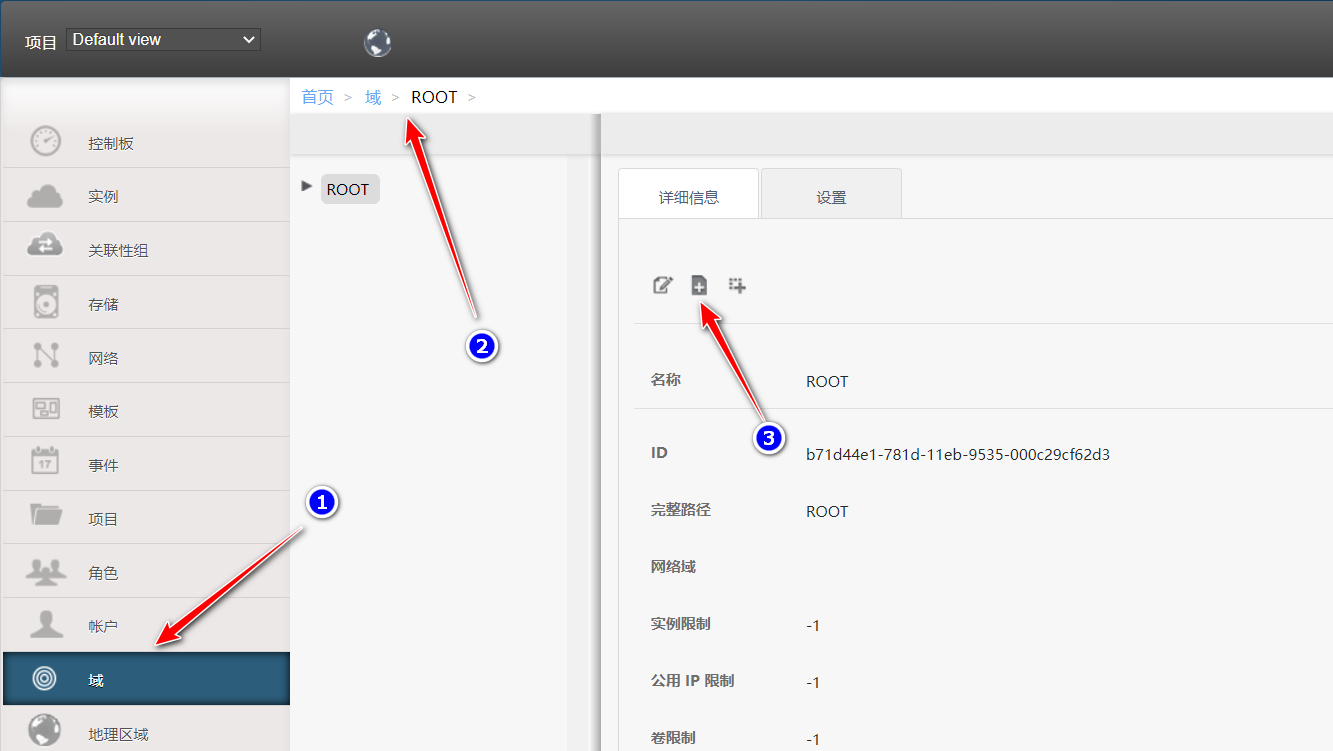 项目 Default view
首页 > 域 > ROOT >
控制板
实例
关联性组
存储
网络
模板
17
事件
项目
角色
帐户
域
地理区域
ROOT
详细信息 设置
名称 ROOT
ID b71d44e1-781d-11eb-9535-000c29cf62d3
完整路径 ROOT
网络域
实例限制 -1
公用 IP 限制 -1
卷限制 -1
1
2
3